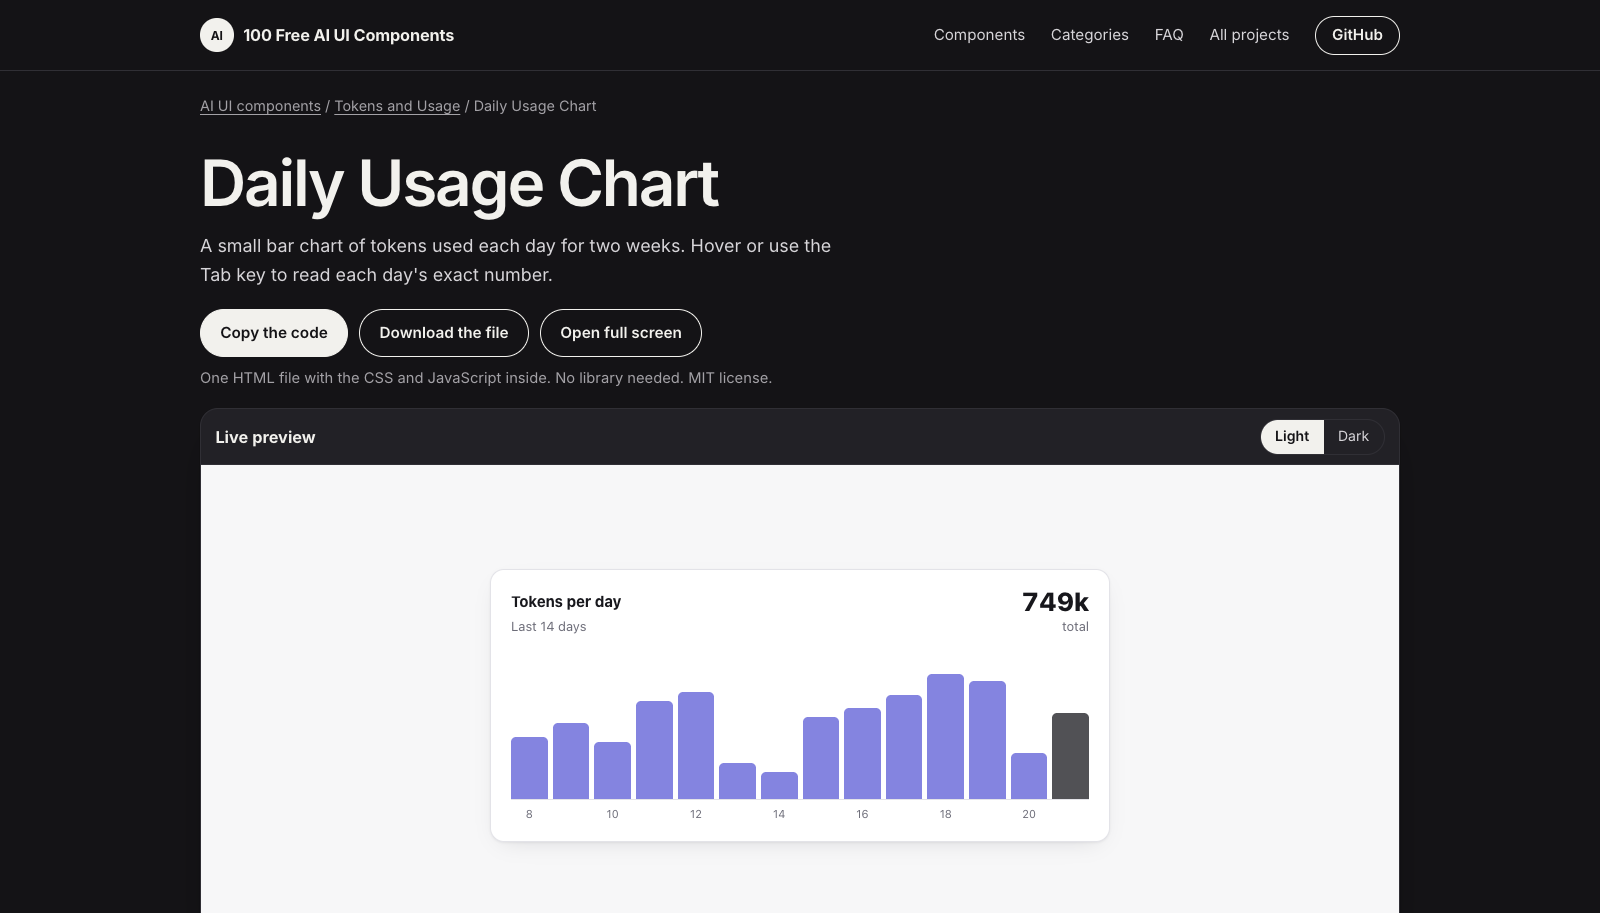 AI 100 Free AI UI Components
Components Categories FAQ All projects GitHub
AI UI components / Tokens and Usage / Daily Usage Chart
Daily Usage Chart
A small bar chart of tokens used each day for two weeks. Hover or use the
Tab key to read each day's exact number.
Copy the code Download the file Open full screen
One HTML file with the CSS and JavaScript inside. No library needed. MIT license.
Live preview Light Dark
Tokens per day 749k
Last 14 days total
8 10 12 14 16 18 20